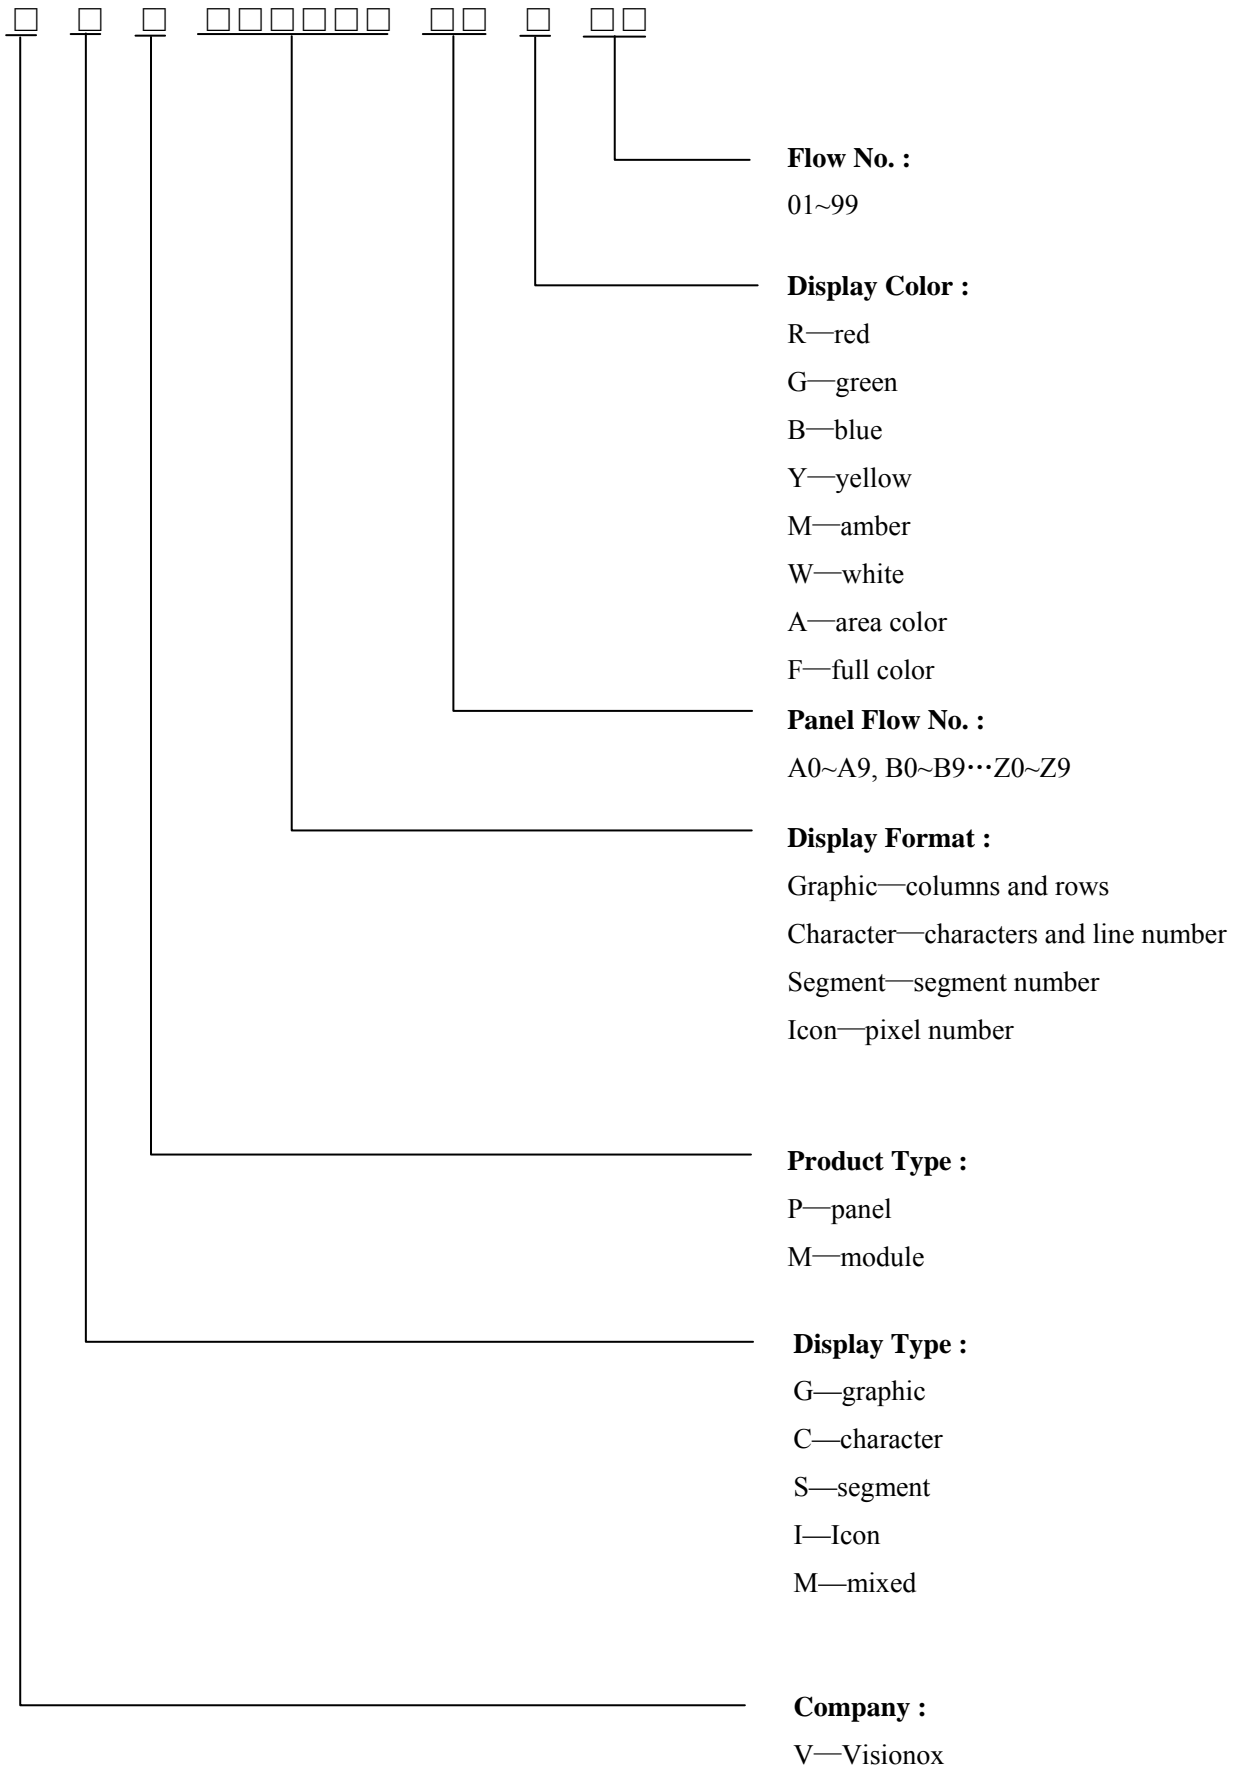 □ □ □ □□□□□□ □□ □ □□
Flow No. :
01~99
Display Color :
R—red
G—green
B—blue
Y—yellow
M—amber
W—white
A—area color
F—full color
Panel Flow No. :
A0~A9, B0~B9⋯Z0~Z9
Display Format :
Graphic—columns and rows
Character—characters and line number
Segment—segment number
Icon—pixel number
Product Type :
P—panel
M—module
Display Type :
G—graphic
C—character
S—segment
I—Icon
M—mixed
Company :
V—Visionox